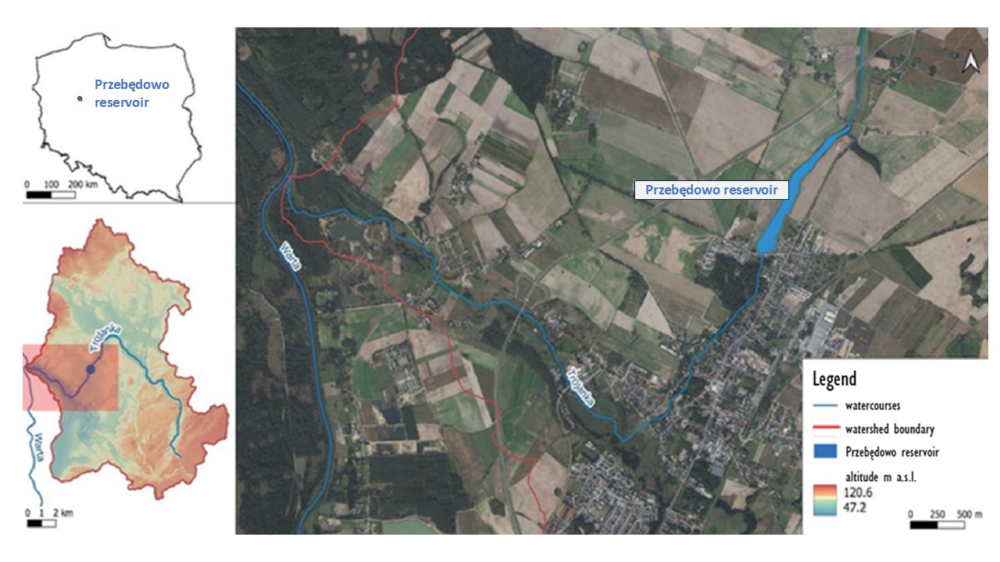 Przebędowo
reservoir
0 100 200 km
Trojanka
Warta
0 1 2 km
Przebędowo reservoir
Warta
Trojanka
Legend
watercourses
watershed boundary
Przebędowo reservoir
altitude m a.s.l.
120.6
47.2
0 250 500 m